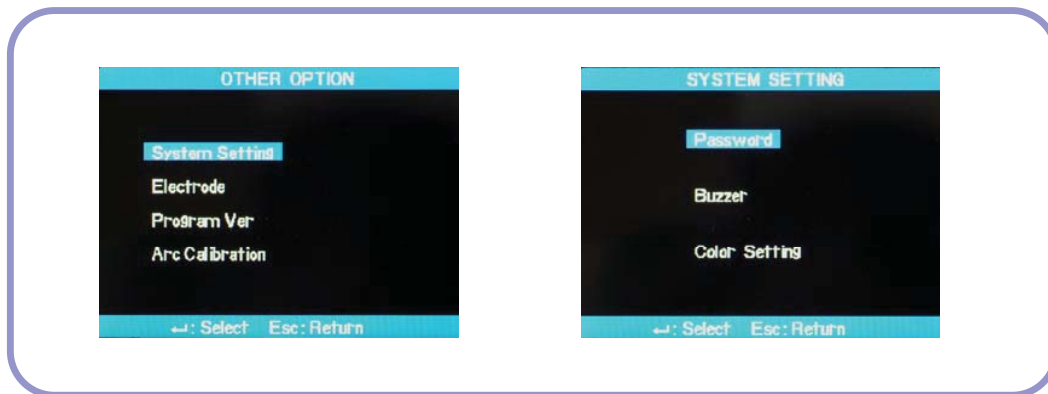 OTHER OPTION
System Setting
Electrode
Program Ver
Arc Calibration
↵: Select Esc: Return
SYSTEM SETTING
Password
Buzzer
Color Setting
↵: Select Esc: Return